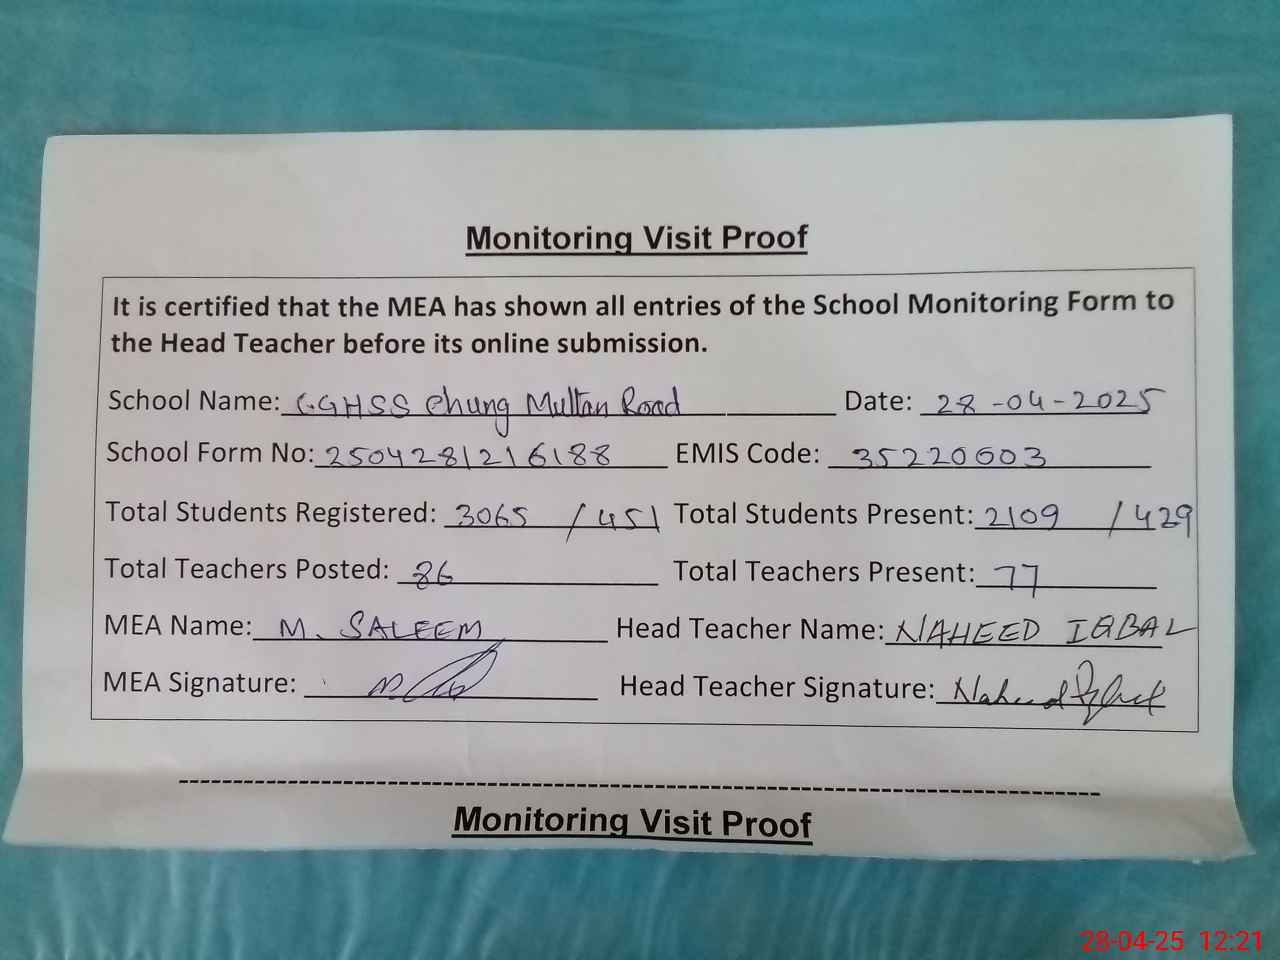 Monitoring Visit Proof
It is certified that the MEA has shown all entries of the School Monitoring Form to
the Head Teacher before its online submission.
School Name: GGHSS Chung Multan Road Date: 28-04-2025
School Form No: 2504281216188 EMIS Code: 35220003
Total Students Registered: 3065 / 451 Total Students Present: 2109 / 429
Total Teachers Posted: 86 Total Teachers Present: 77
MEA Name: M. SALEEM Head Teacher Name: NAHEED IQBAL
MEA Signature: Head Teacher Signature: Naheed Iqbal
Monitoring Visit Proof
28-04-25 12:21